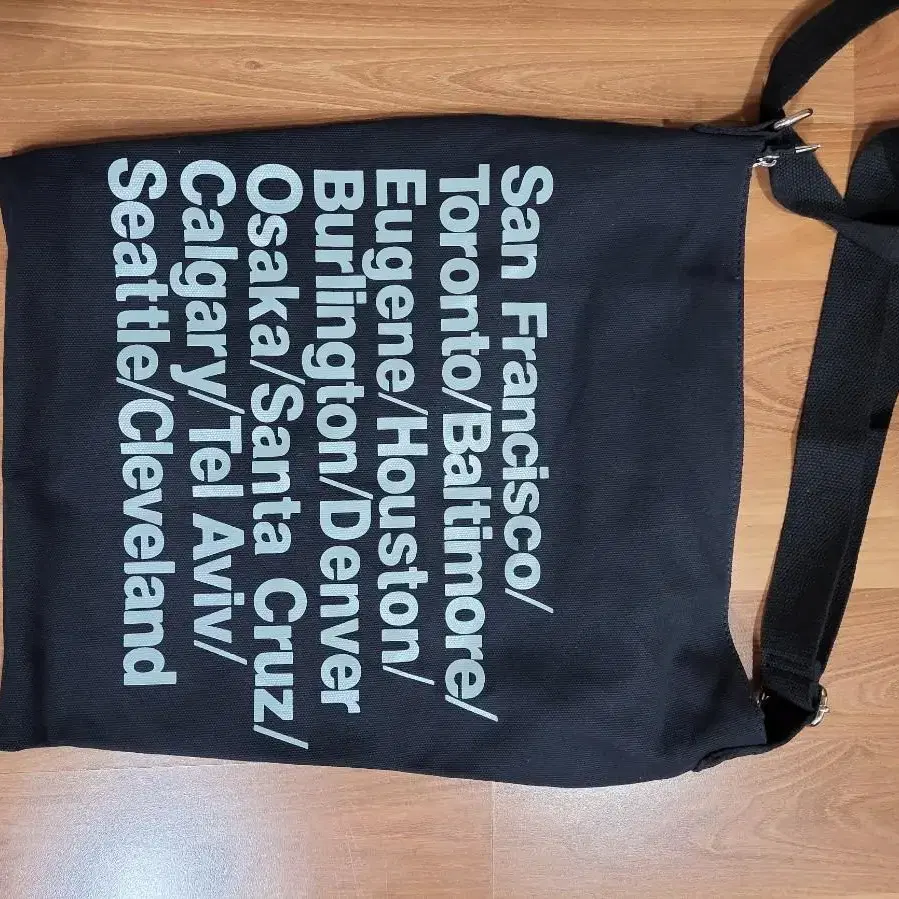 San Francisco/
Toronto/Baltimore/
Eugene/Houston/
Burlington/Denver
Osaka/Santa Cruz/
Calgary/Tel Aviv/
Seattle/Cleveland